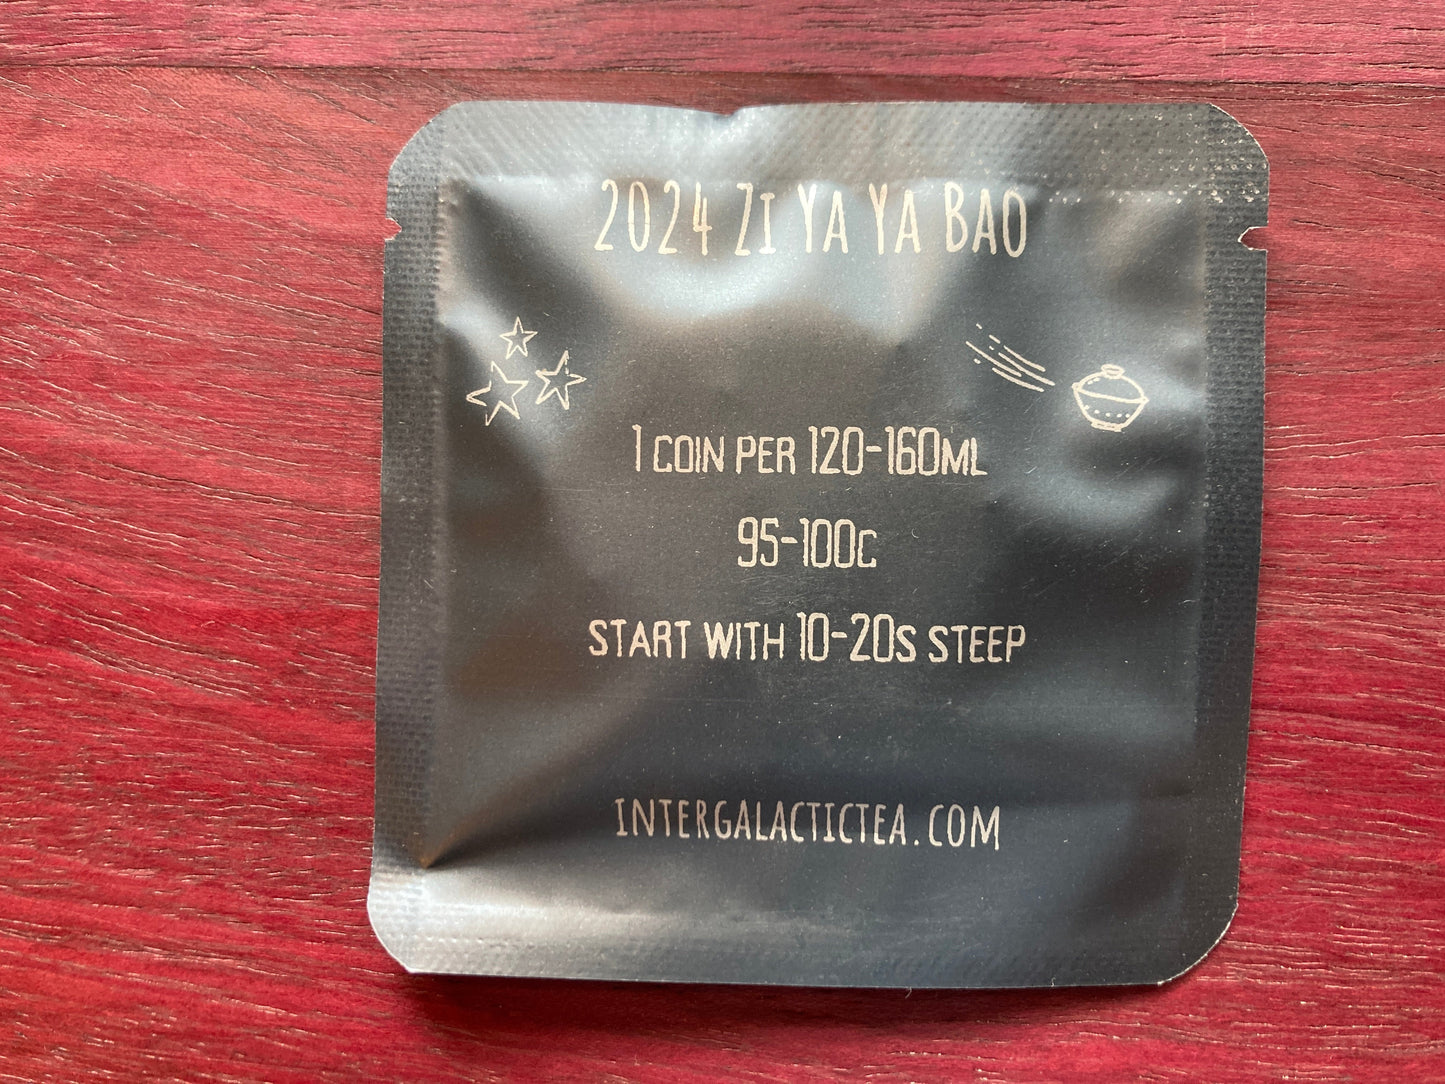 2024 ZI YA YA BAO
1 COIN PER 120-160ML
95-100C
START WITH 10-20S STEEP
INTERGALACTICTEA.COM